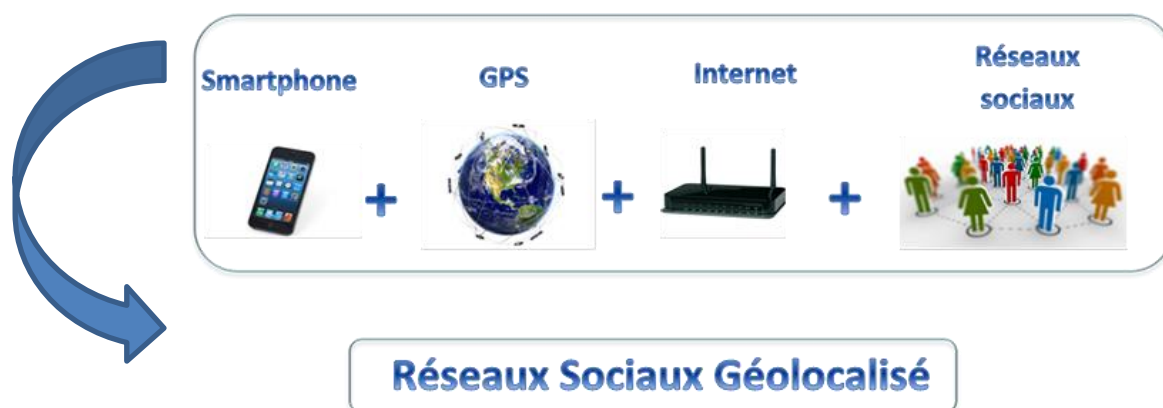 Smartphone
GPS
Internet
Réseaux
sociaux
+ + +
Réseaux Sociaux Géolocalisé